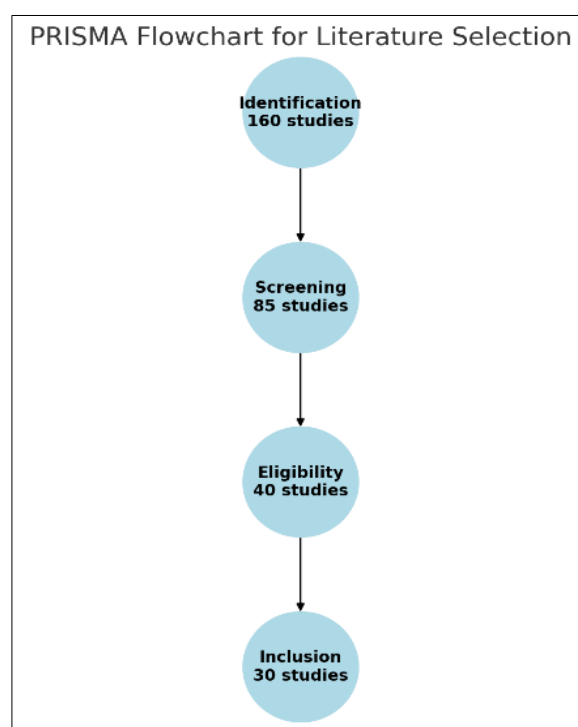 PRISMA Flowchart for Literature Selection
Identification
160 studies
Screening
85 studies
Eligibility
40 studies
Inclusion
30 studies